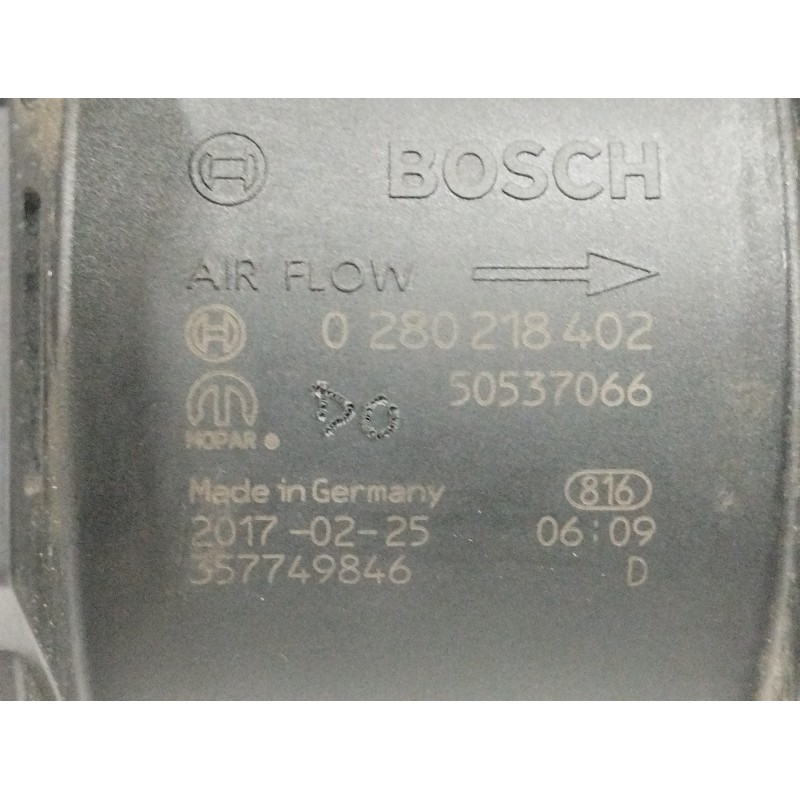 BOSCH
AIR FLOW
0 280 218 402
50537066
MOPAR ®
Made in Germany 816
2017-02-25 06:09
357749846 D